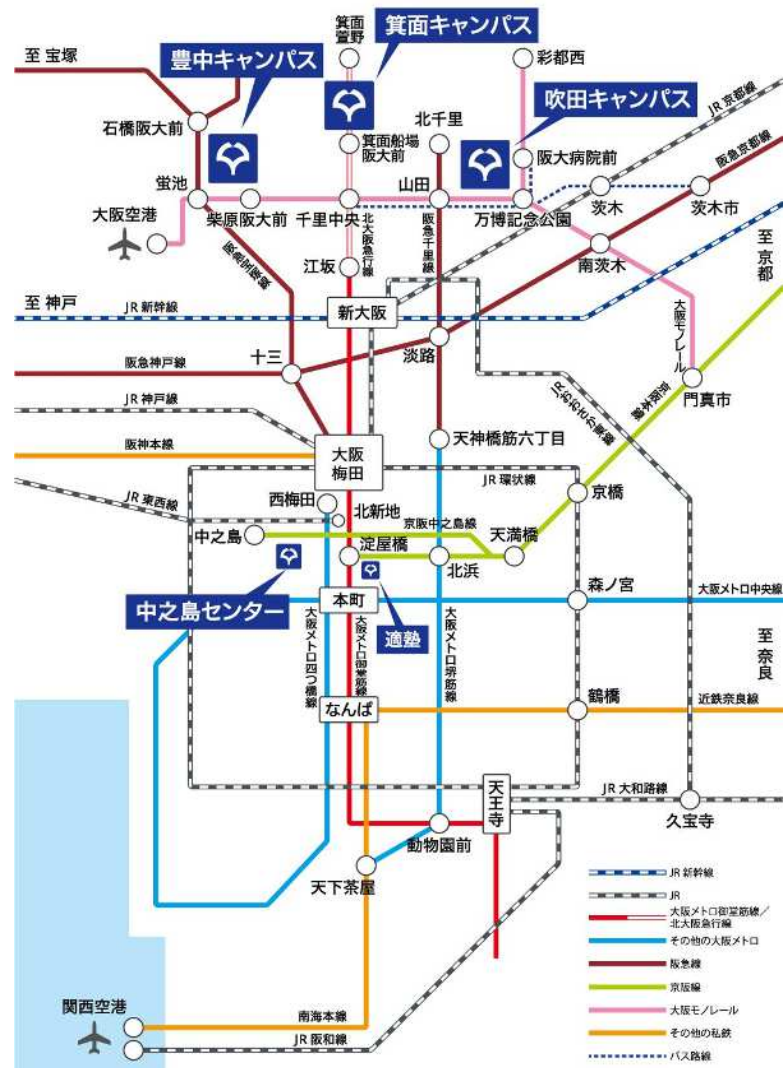 至 宝塚
豊中キャンパス
箕面
萱野
箕面キャンパス
彩都西
吹田キャンパス
JR 京都線
石橋阪大前
北千里
箕面船場
阪大前
阪大病院前
阪急京都線
蛍池
柴原阪大前
千里中央
山田
万博記念公園
茨木
茨木市
大阪空港
北大阪急行線
阪急千里線
阪急宝塚線
江坂
南茨木
至 京都
至 神戸
JR 新幹線
新大阪
大阪モノレール
十三
淡路
阪急神戸線
JRおおさか東線
京阪本線
門真市
JR 神戸線
天神橋筋六丁目
阪神本線
大阪
梅田
JR 環状線
JR 東西線
西梅田
北新地
京橋
京阪中之島線
中之島
淀屋橋
北浜
天満橋
中之島センター
本町
適塾
森ノ宮
大阪メトロ中央線
大阪メトロ四つ橋線
大阪メトロ御堂筋線
大阪メトロ堺筋線
至 奈良
なんば
鶴橋
近鉄奈良線
天王寺
JR 大和路線
久宝寺
動物園前
天下茶屋
JR 新幹線
JR
大阪メトロ御堂筋線/
北大阪急行線
その他の大阪メトロ
阪急線
京阪線
大阪モノレール
その他の私鉄
バス路線
関西空港
南海本線
JR 阪和線